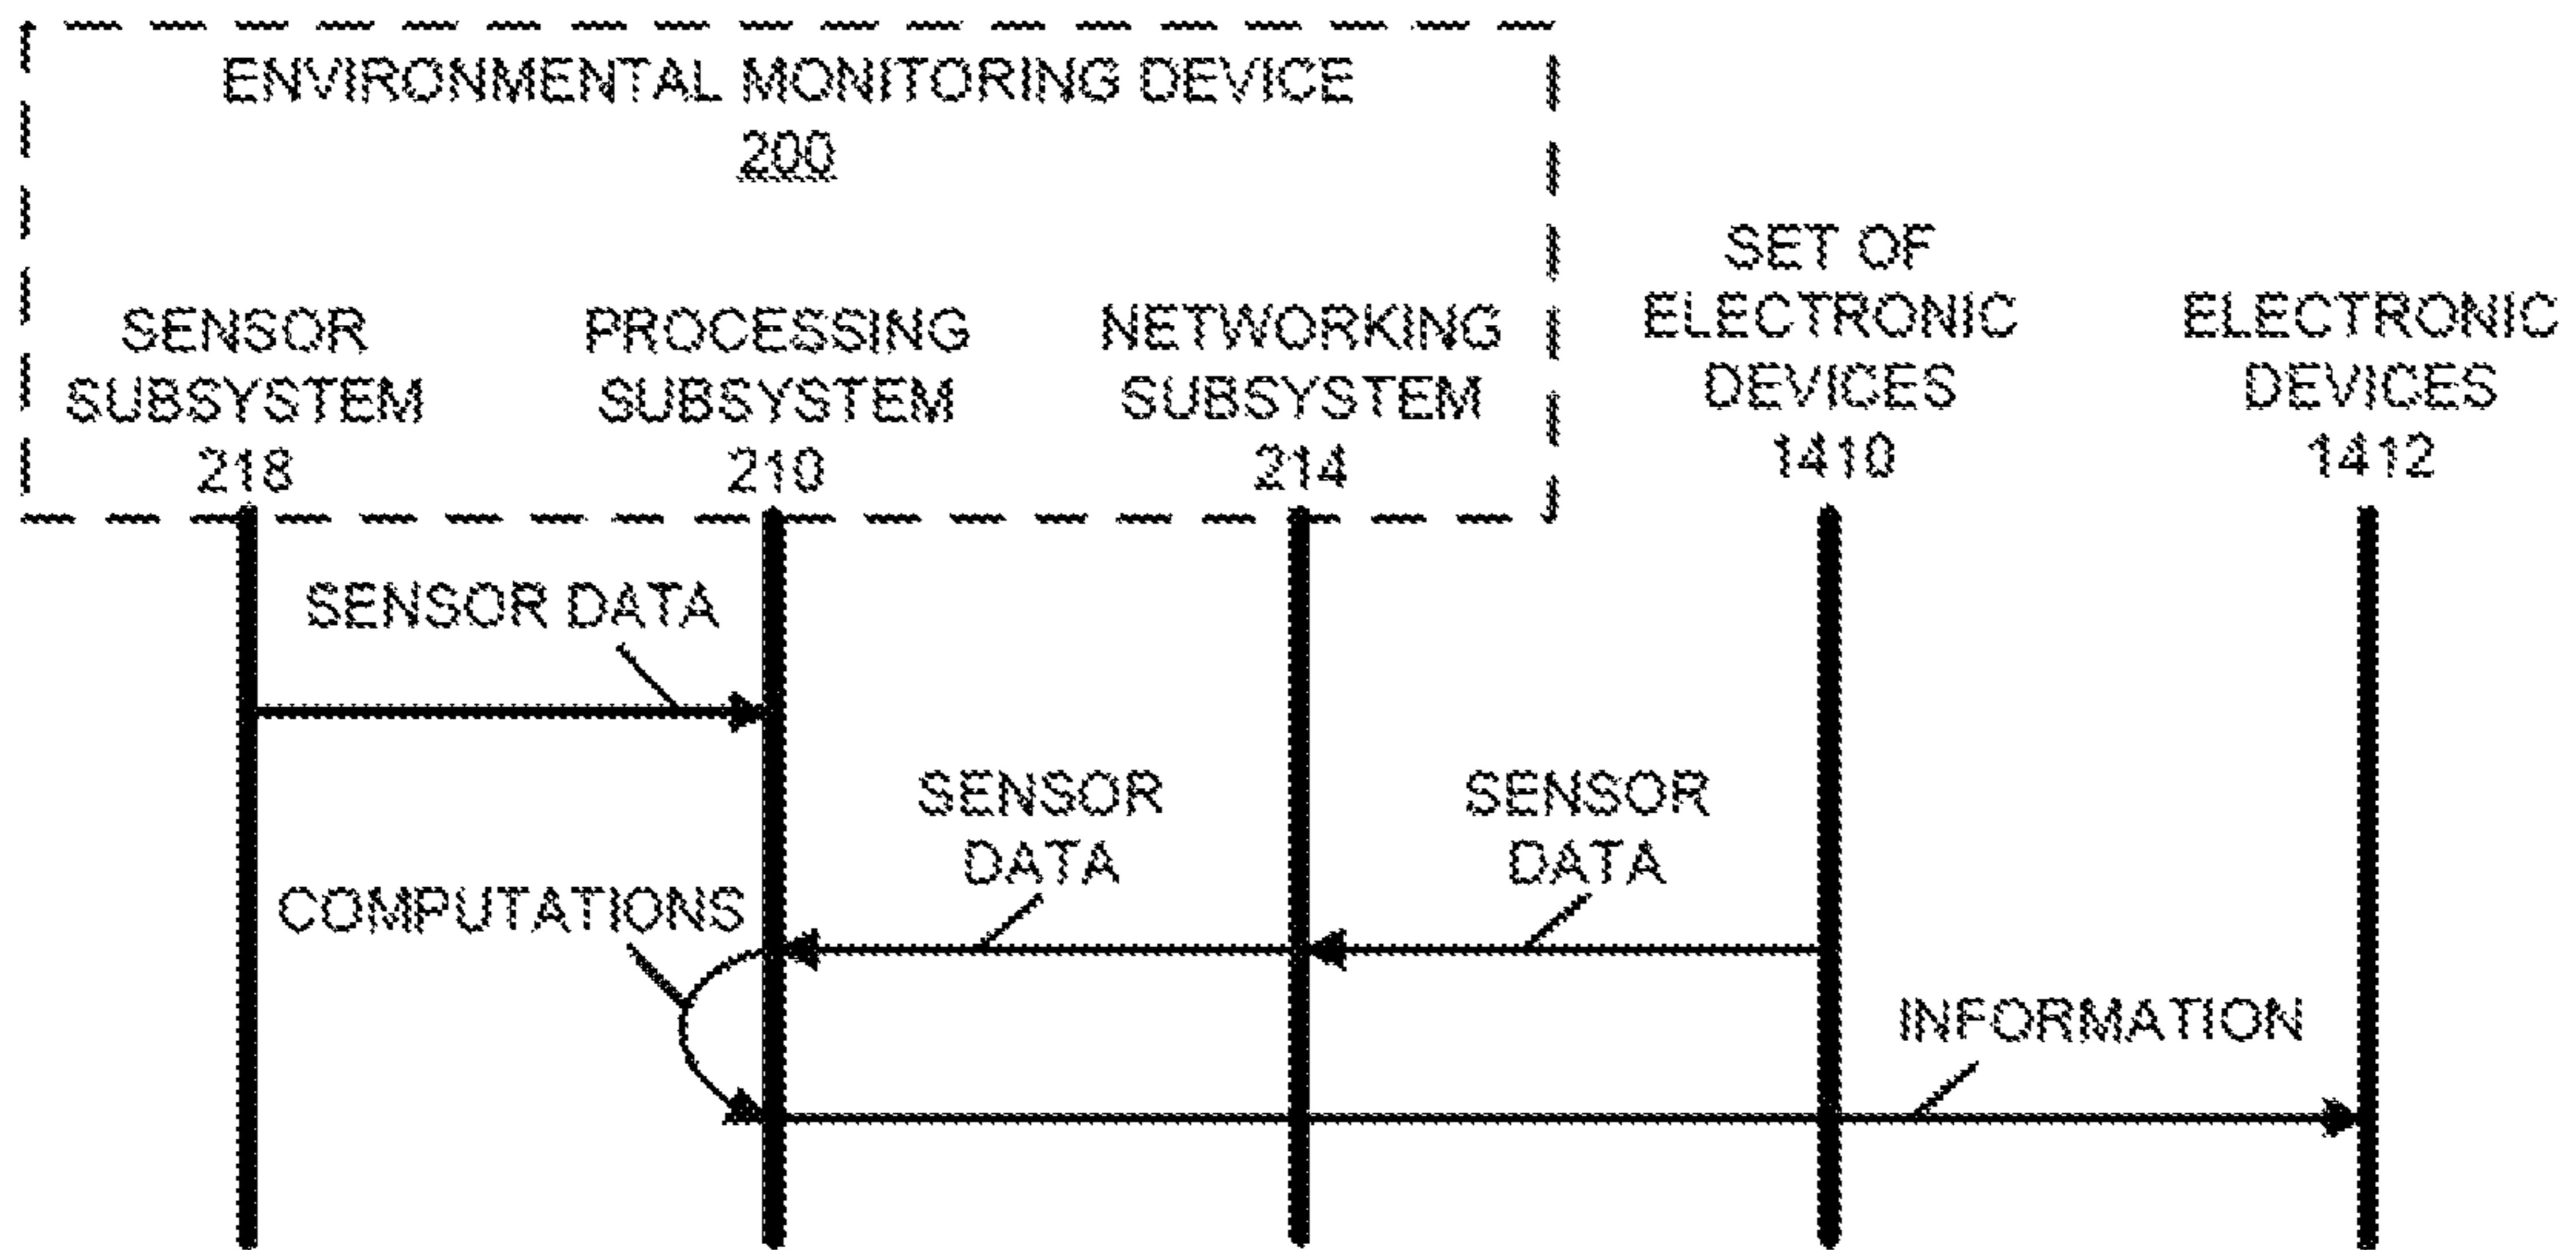 ENVIRONMENTAL MONITORING DEVICE
200
SENSOR
SUBSYSTEM
218
PROCESSING
SUBSYSTEM
210
NETWORKING
SUBSYSTEM
214
SET OF
ELECTRONIC
DEVICES
1410
ELECTRONIC
DEVICES
1412
SENSOR DATA
SENSOR
DATA
SENSOR
DATA
COMPUTATIONS
INFORMATION